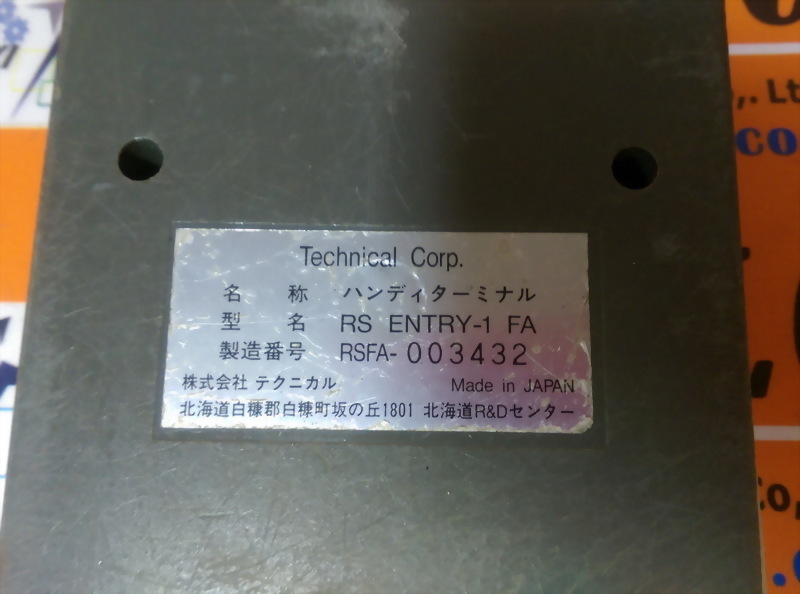 Technical Corp.
名 称 ハンディターミナル
型 名 RS ENTRY-1 FA
製造番号 RSFA-003432
株式会社 テクニカル Made in JAPAN
北海道白糠郡白糠町坂の丘1801 北海道R&Dセンター